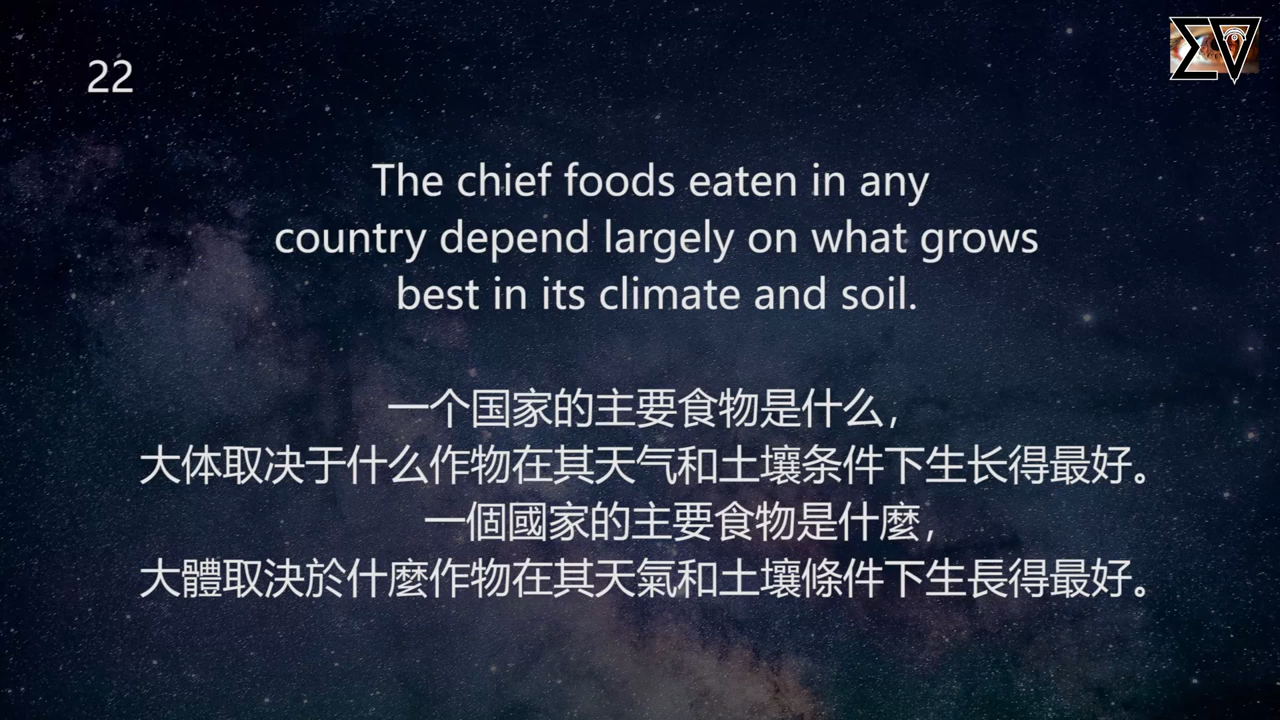 22
The chief foods eaten in any
country depend largely on what grows
best in its climate and soil.
一个国家的主要食物是什么，
大体取决于什么作物在其天气和土壤条件下生长得最好。
一個國家的主要食物是什麼，
大體取決於什麼作物在其天氣和土壤條件下生長得最好。